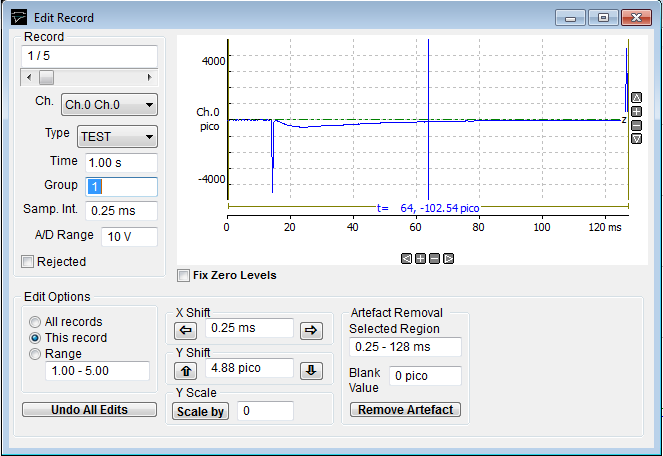 Edit Record
Record
1 / 5
Ch. Ch.0 Ch.0
Type TEST
Time 1.00 s
Group 1
Samp. Int. 0.25 ms
A/D Range 10 V
Rejected
4000
Ch.0
pico
z
-4000
t= 64, -102.54 pico
0 20 40 60 80 100 120 ms
Fix Zero Levels
Edit Options
All records
This record
Range
1.00 - 5.00
Undo All Edits
X Shift
0.25 ms
Y Shift
4.88 pico
Y Scale
Scale by 0
Artefact Removal
Selected Region
0.25 - 128 ms
Blank
Value 0 pico
Remove Artefact